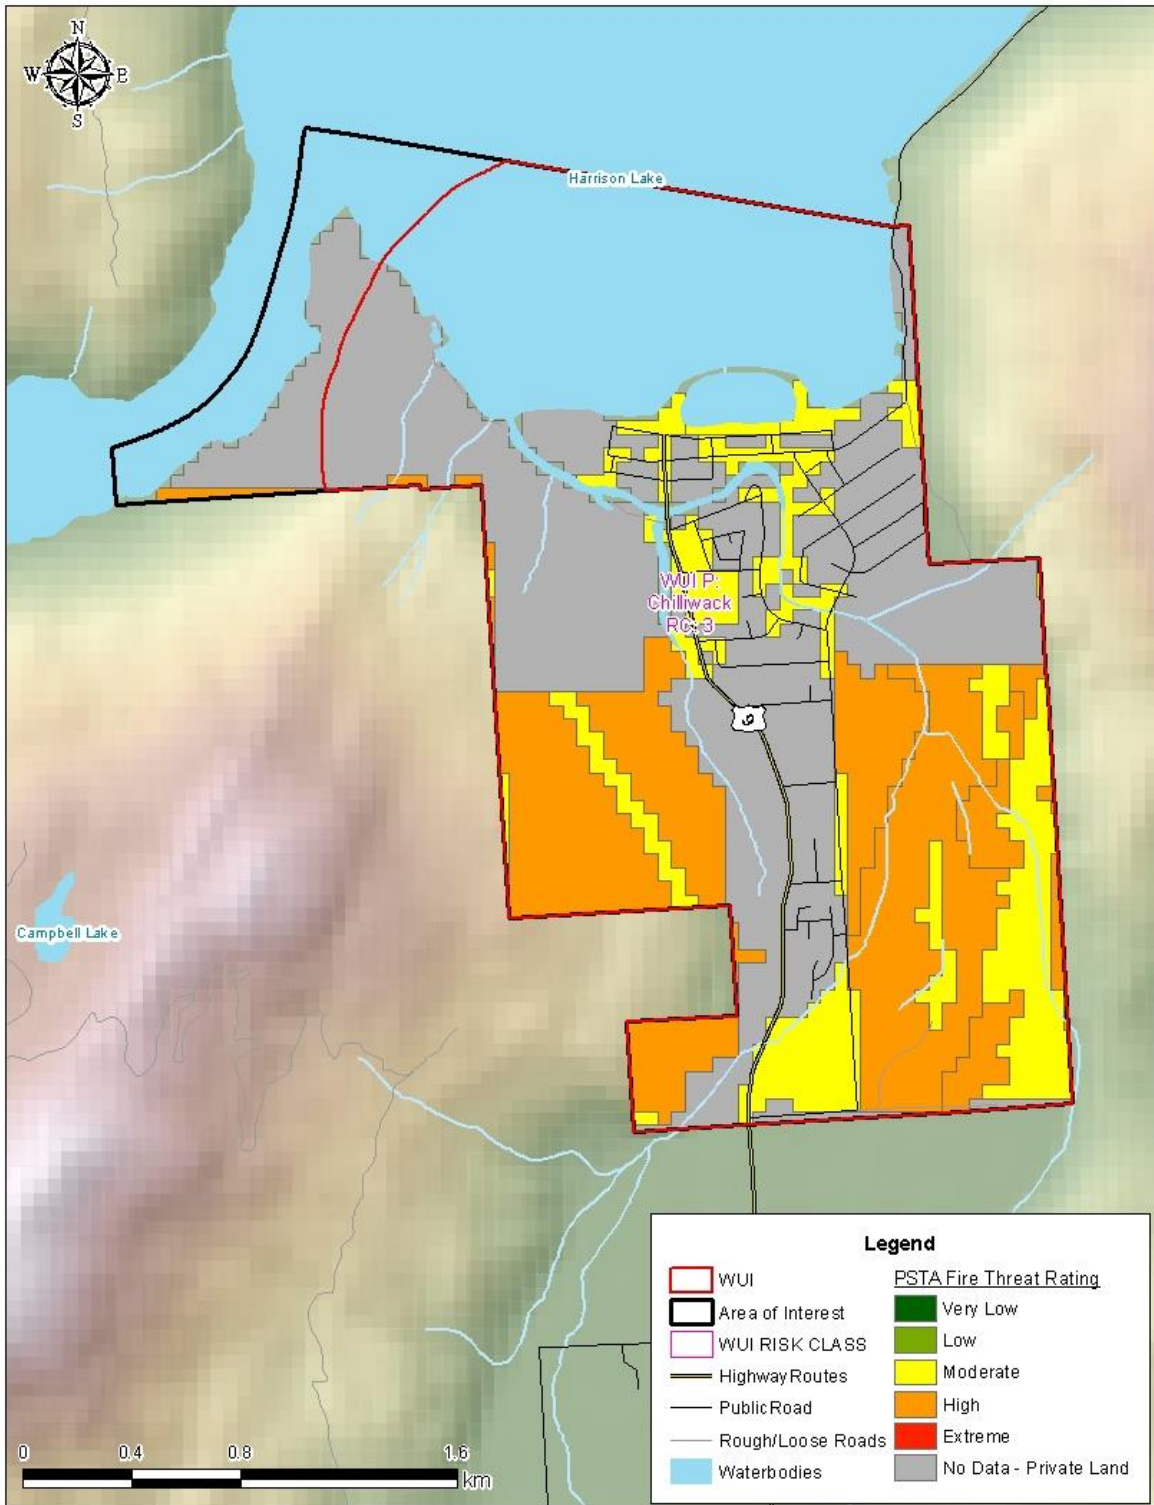 N
W E
S
Harrison Lake
WUI P:
Chilliwack
RC: 3
9
Campbell Lake
Legend
WUI
Area of Interest
WUI RISK CLASS
Highway Routes
Public Road
Rough/Loose Roads
Waterbodies
PSTA Fire Threat Rating
Very Low
Low
Moderate
High
Extreme
No Data - Private Land
0 0.4 0.8 1.6
km